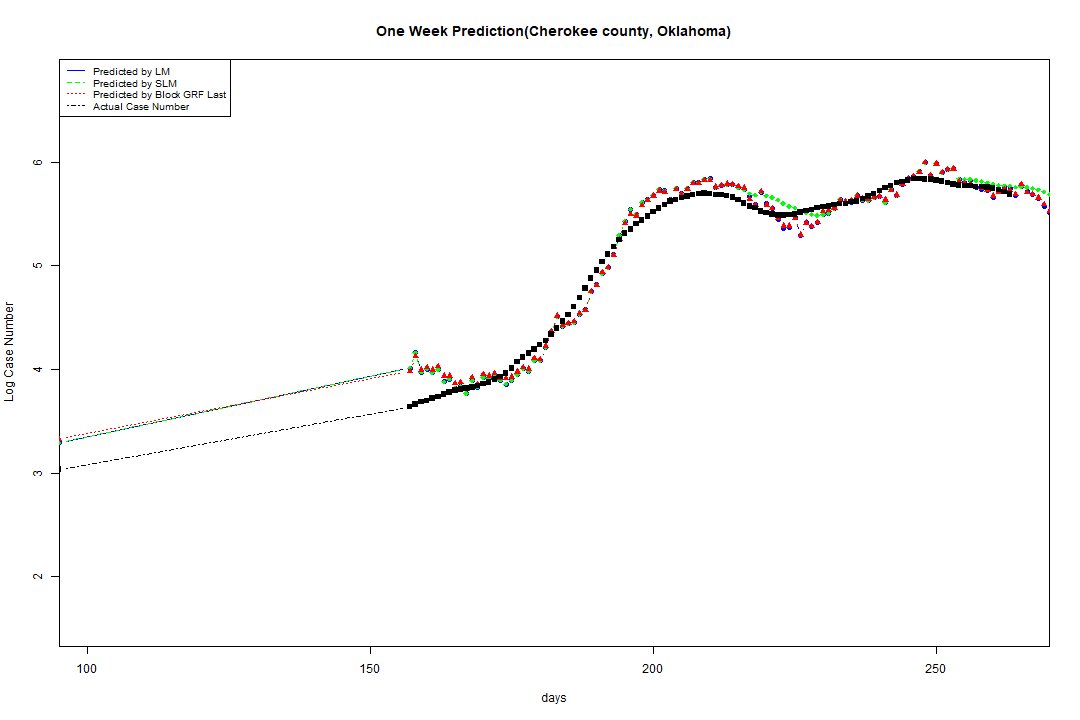 One Week Prediction(Cherokee county, Oklahoma)
Predicted by LM
Predicted by SLM
Predicted by Block GRF Last
Actual Case Number
6
5
4
3
2
Log Case Number
100 150 200 250
days